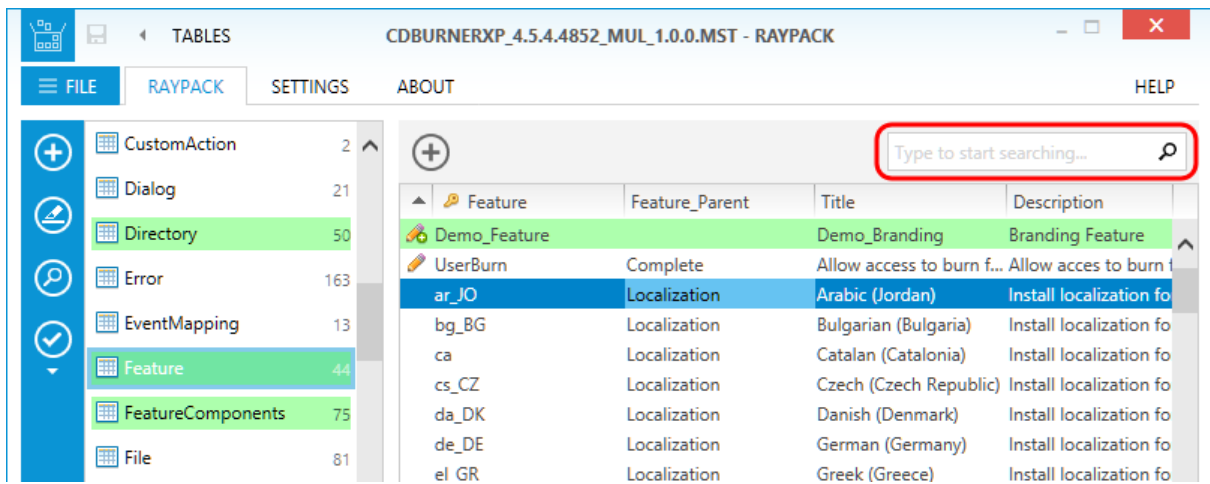 TABLES CDBURNERXP_4.5.4.4852_MUL_1.0.0.MST - RAYPACK
FILE RAYPACK SETTINGS ABOUT HELP
CustomAction 2
Dialog 21
Directory 50
Error 163
EventMapping 13
Feature 44
FeatureComponents 75
File 81
Type to start searching...
Feature Feature_Parent Title Description
Demo_Feature Demo_Branding Branding Feature
UserBurn Complete Allow access to burn f... Allow acces to burn f
ar_JO Localization Arabic (Jordan) Install localization fo
bg_BG Localization Bulgarian (Bulgaria) Install localization fo
ca Localization Catalan (Catalonia) Install localization fo
cs_CZ Localization Czech (Czech Republic) Install localization fo
da_DK Localization Danish (Denmark) Install localization fo
de_DE Localization German (Germany) Install localization fo
el_GR Localization Greek (Greece) Install localization fo